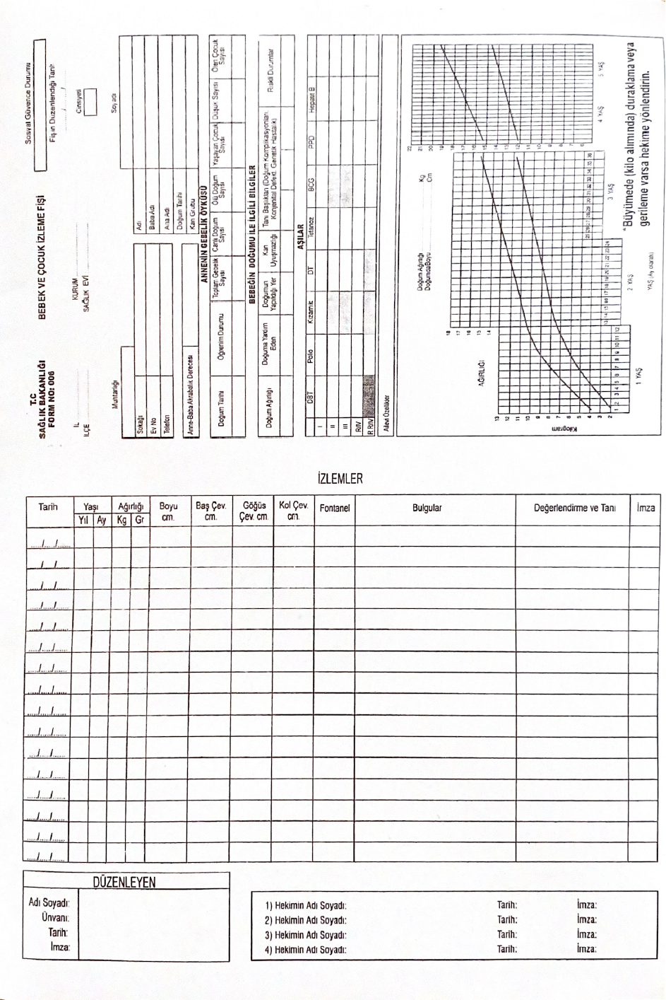 T.C
SAĞLIK BAKANLIĞI
FORM NO: 006
BEBEK VE ÇOCUK İZLEME FİŞİ
Sosyal Güvence Durumu
Fişin Düzenlendiği Tarih
/ /
İL
KURUM
İLÇE
SAĞLIK EVİ
Cinsiyeti
Muhtarlığı
Soyadı
Sokağı
Adı
Ev No
Baba Adı
Telefon
Ana Adı
Doğum Tarihi
Anne-Baba Akrabalık Derecesi
Kan Grubu
ANNENİN GEBELİK ÖYKÜSÜ
Doğum Tarihi
Öğrenim Durumu
Toplam Gebelik Sayısı
Canlı Doğum Sayısı
Ölü Doğum Sayısı
Yaşayan Çocuk Sayısı
Düşük Sayısı
Ölen Çocuk Sayısı
BEBEĞİN DOĞUMU İLE İLGİLİ BİLGİLER
Doğum Ağırlığı
Doğuma Yardım Eden
Doğumun Yapıldığı Yer
Kan Uyuşmazlığı
Tanı Başlıkları (Doğum Komplikasyonları, Konjenital Defekt, Genetik Hastalık)
Riskli Durumlar
AŞILAR
DBT
Polio
Kızamık
DT
Tetanoz
BCG
PPD
Hepatit B
I
II
III
R/IV
R R/IV
Ailevi Özellikler
Doğum Ağırlığı Kg
Doğumda Boyu Cm
AĞIRLIĞI
Kilogram
2 3 4 5 6 7 8 9 10 11 12 13
14 15 16 17 18
22 21 20 19 18 17 16 15 14 13 12 11 10 9 8 7 6
1 2 3 4 5 6 7 8 9 10 11 12
13 14 15 16 17 18 19 20 21 22 23 24
25 26 27 28 29 30 31 32 33 34 35 36
1 YAŞ
2 YAŞ
3 YAŞ
4 YAŞ
5 YAŞ
YAŞ (Ay olarak)
*Büyümede (kilo alımında) duraklama veya
gerileme varsa hekime yönlendirin.
İZLEMLER
Tarih Yaşı Ağırlığı Boyu cm. Baş Çev. cm. Göğüs Çev. cm. Kol Çev. cm. Fontanel Bulgular Değerlendirme ve Tanı İmza
Yıl Ay Kg Gr
...../...../......
/ /
...../...../......
...../...../......
...../...../......
...../...../......
...../...../......
...../...../......
...../...../......
...../...../......
...../...../......
...../...../......
...../...../......
...../...../......
...../...../......
...../...../......
DÜZENLEYEN
Adı Soyadı:
Ünvanı:
Tarih:
İmza:
1) Hekimin Adı Soyadı: Tarih: İmza:
2) Hekimin Adı Soyadı: Tarih: İmza:
3) Hekimin Adı Soyadı: Tarih: İmza:
4) Hekimin Adı Soyadı: Tarih: İmza: